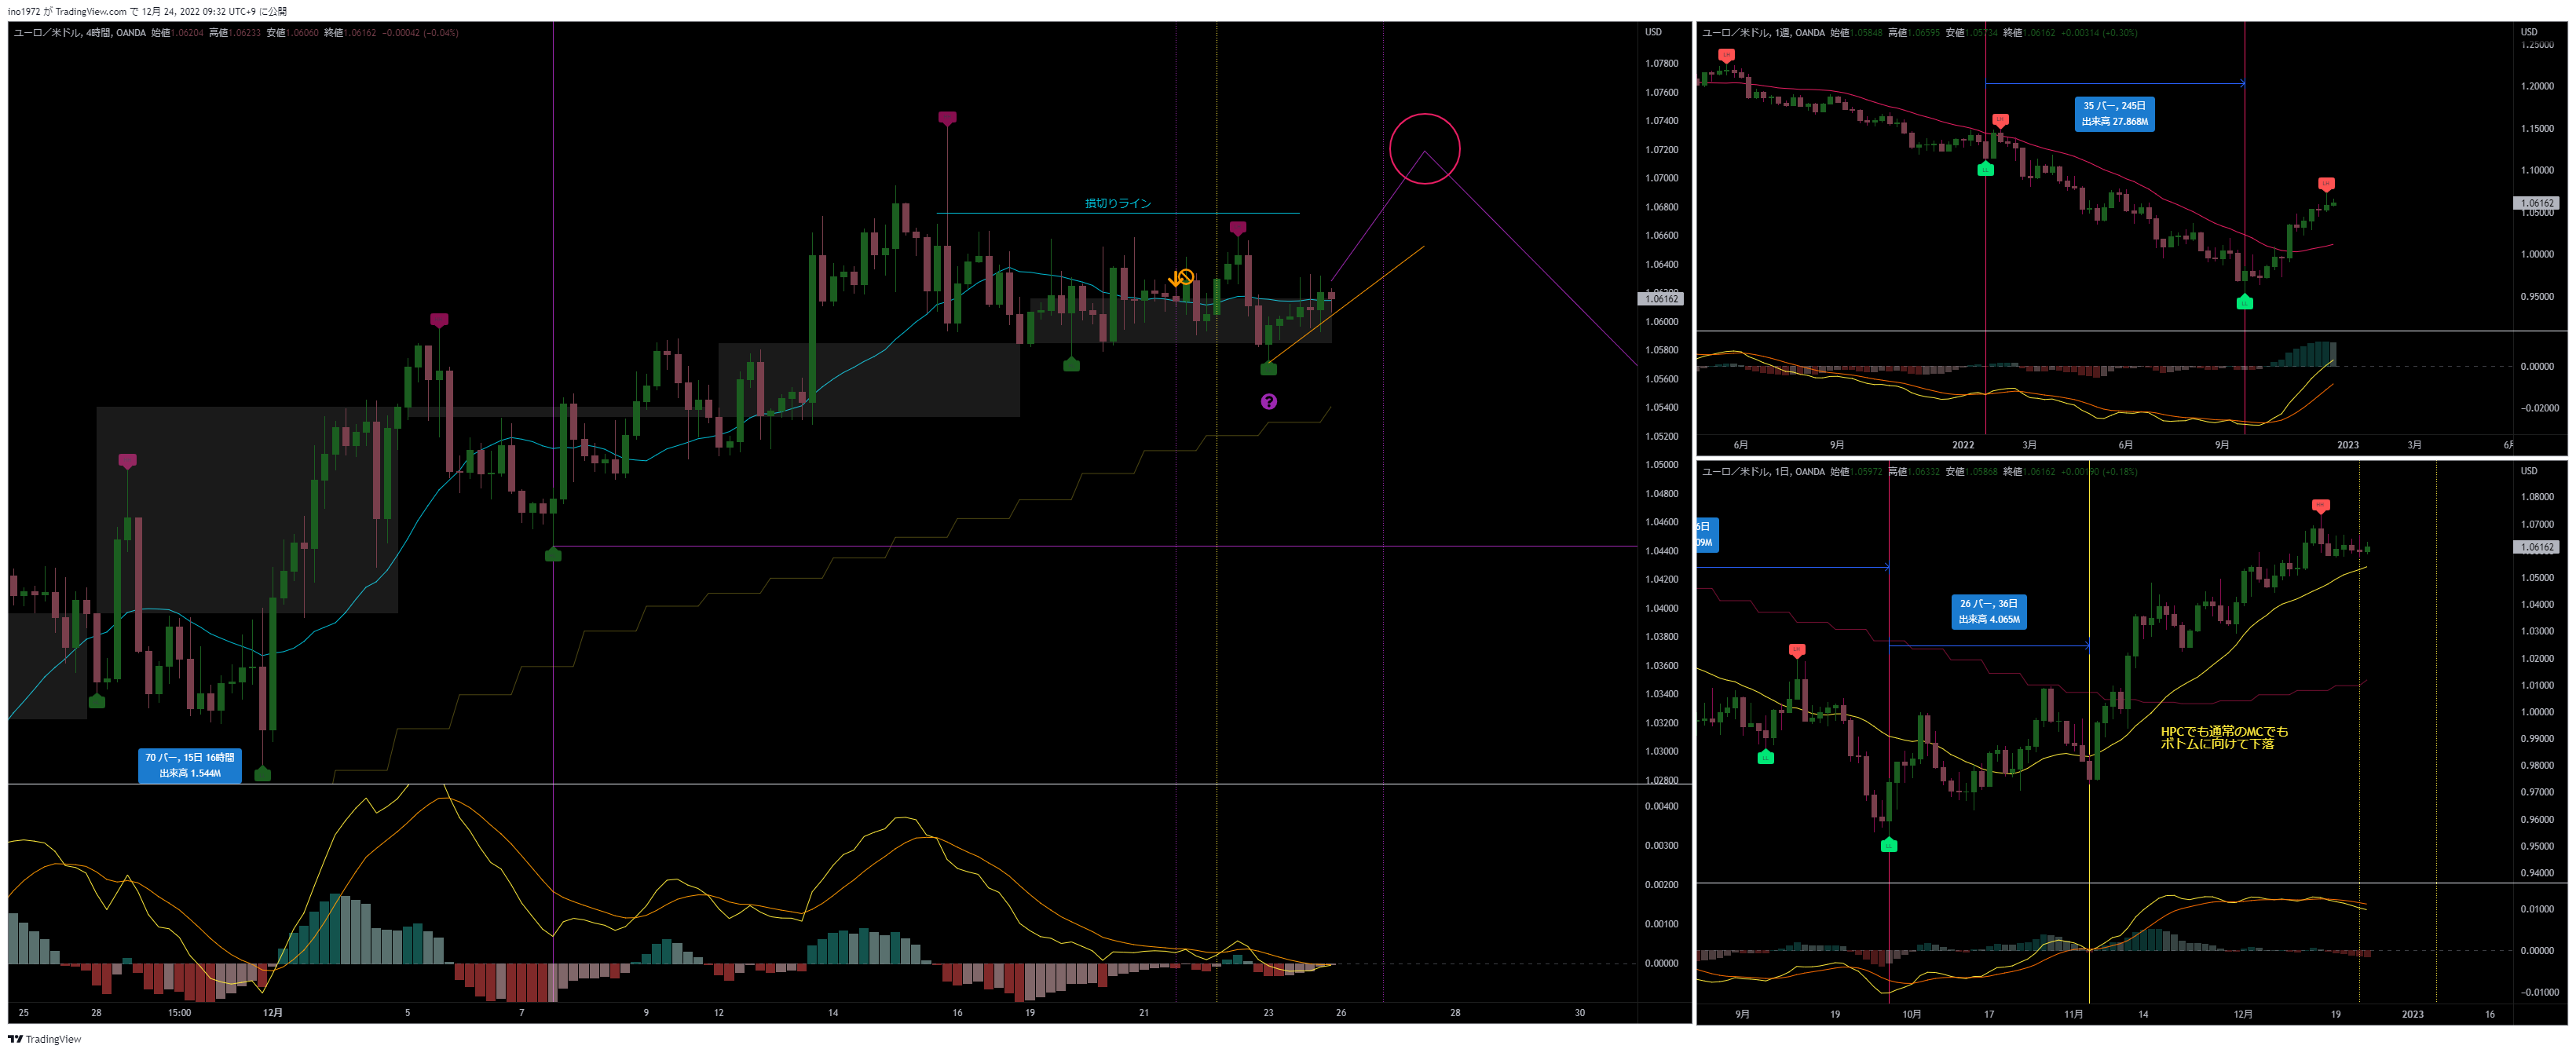 ino1972 が TradingView.com で 12月 24, 2022 09:32 UTC+9 に公開
ユーロ／米ドル, 4時間, OANDA 始値1.06204 高値1.06233 安値1.06060 終値1.06162 −0.00042 (−0.04%)
USD
1.07800
1.07600
1.07400
1.07200
1.07000
1.06800
1.06600
1.06400
1.06162
1.06000
1.05800
1.05600
1.05400
1.05200
1.05000
1.04800
1.04600
1.04400
1.04200
1.04000
1.03800
1.03600
1.03400
1.03200
1.03000
1.02800
損切りライン
?
70 バー, 15日 16時間
出来高 1.544M
0.00400
0.00300
0.00200
0.00100
0.00000
25 28 15:00 12月 5 7 9 12 14 16 19 21 23 26 28 30
ユーロ／米ドル, 1週, OANDA 始値1.05848 高値1.06595 安値1.05734 終値1.06162 +0.00314 (+0.30%)
USD
1.25000
1.20000
1.15000
1.10000
1.06162
1.05000
1.00000
0.95000
35 バー, 245日
出来高 27.868M
LL
LL
0.00000
−0.02000
6月 9月 2022 3月 6月 9月 2023 3月
ユーロ／米ドル, 1日, OANDA 始値1.05972 高値1.06332 安値1.05868 終値1.06162 +0.00190 (+0.18%)
USD
1.08000
1.07000
1.06162
1.05000
1.04000
1.03000
1.02000
1.01000
1.00000
0.99000
0.98000
0.97000
0.96000
0.95000
0.94000
6日
09M
26 バー, 36日
出来高 4.065M
HPCでも通常のMCでも
ボトムに向けて下落
LL
LL
0.01000
0.00000
−0.01000
9月 19 10月 17 11月 14 12月 19 2023 16
TradingView